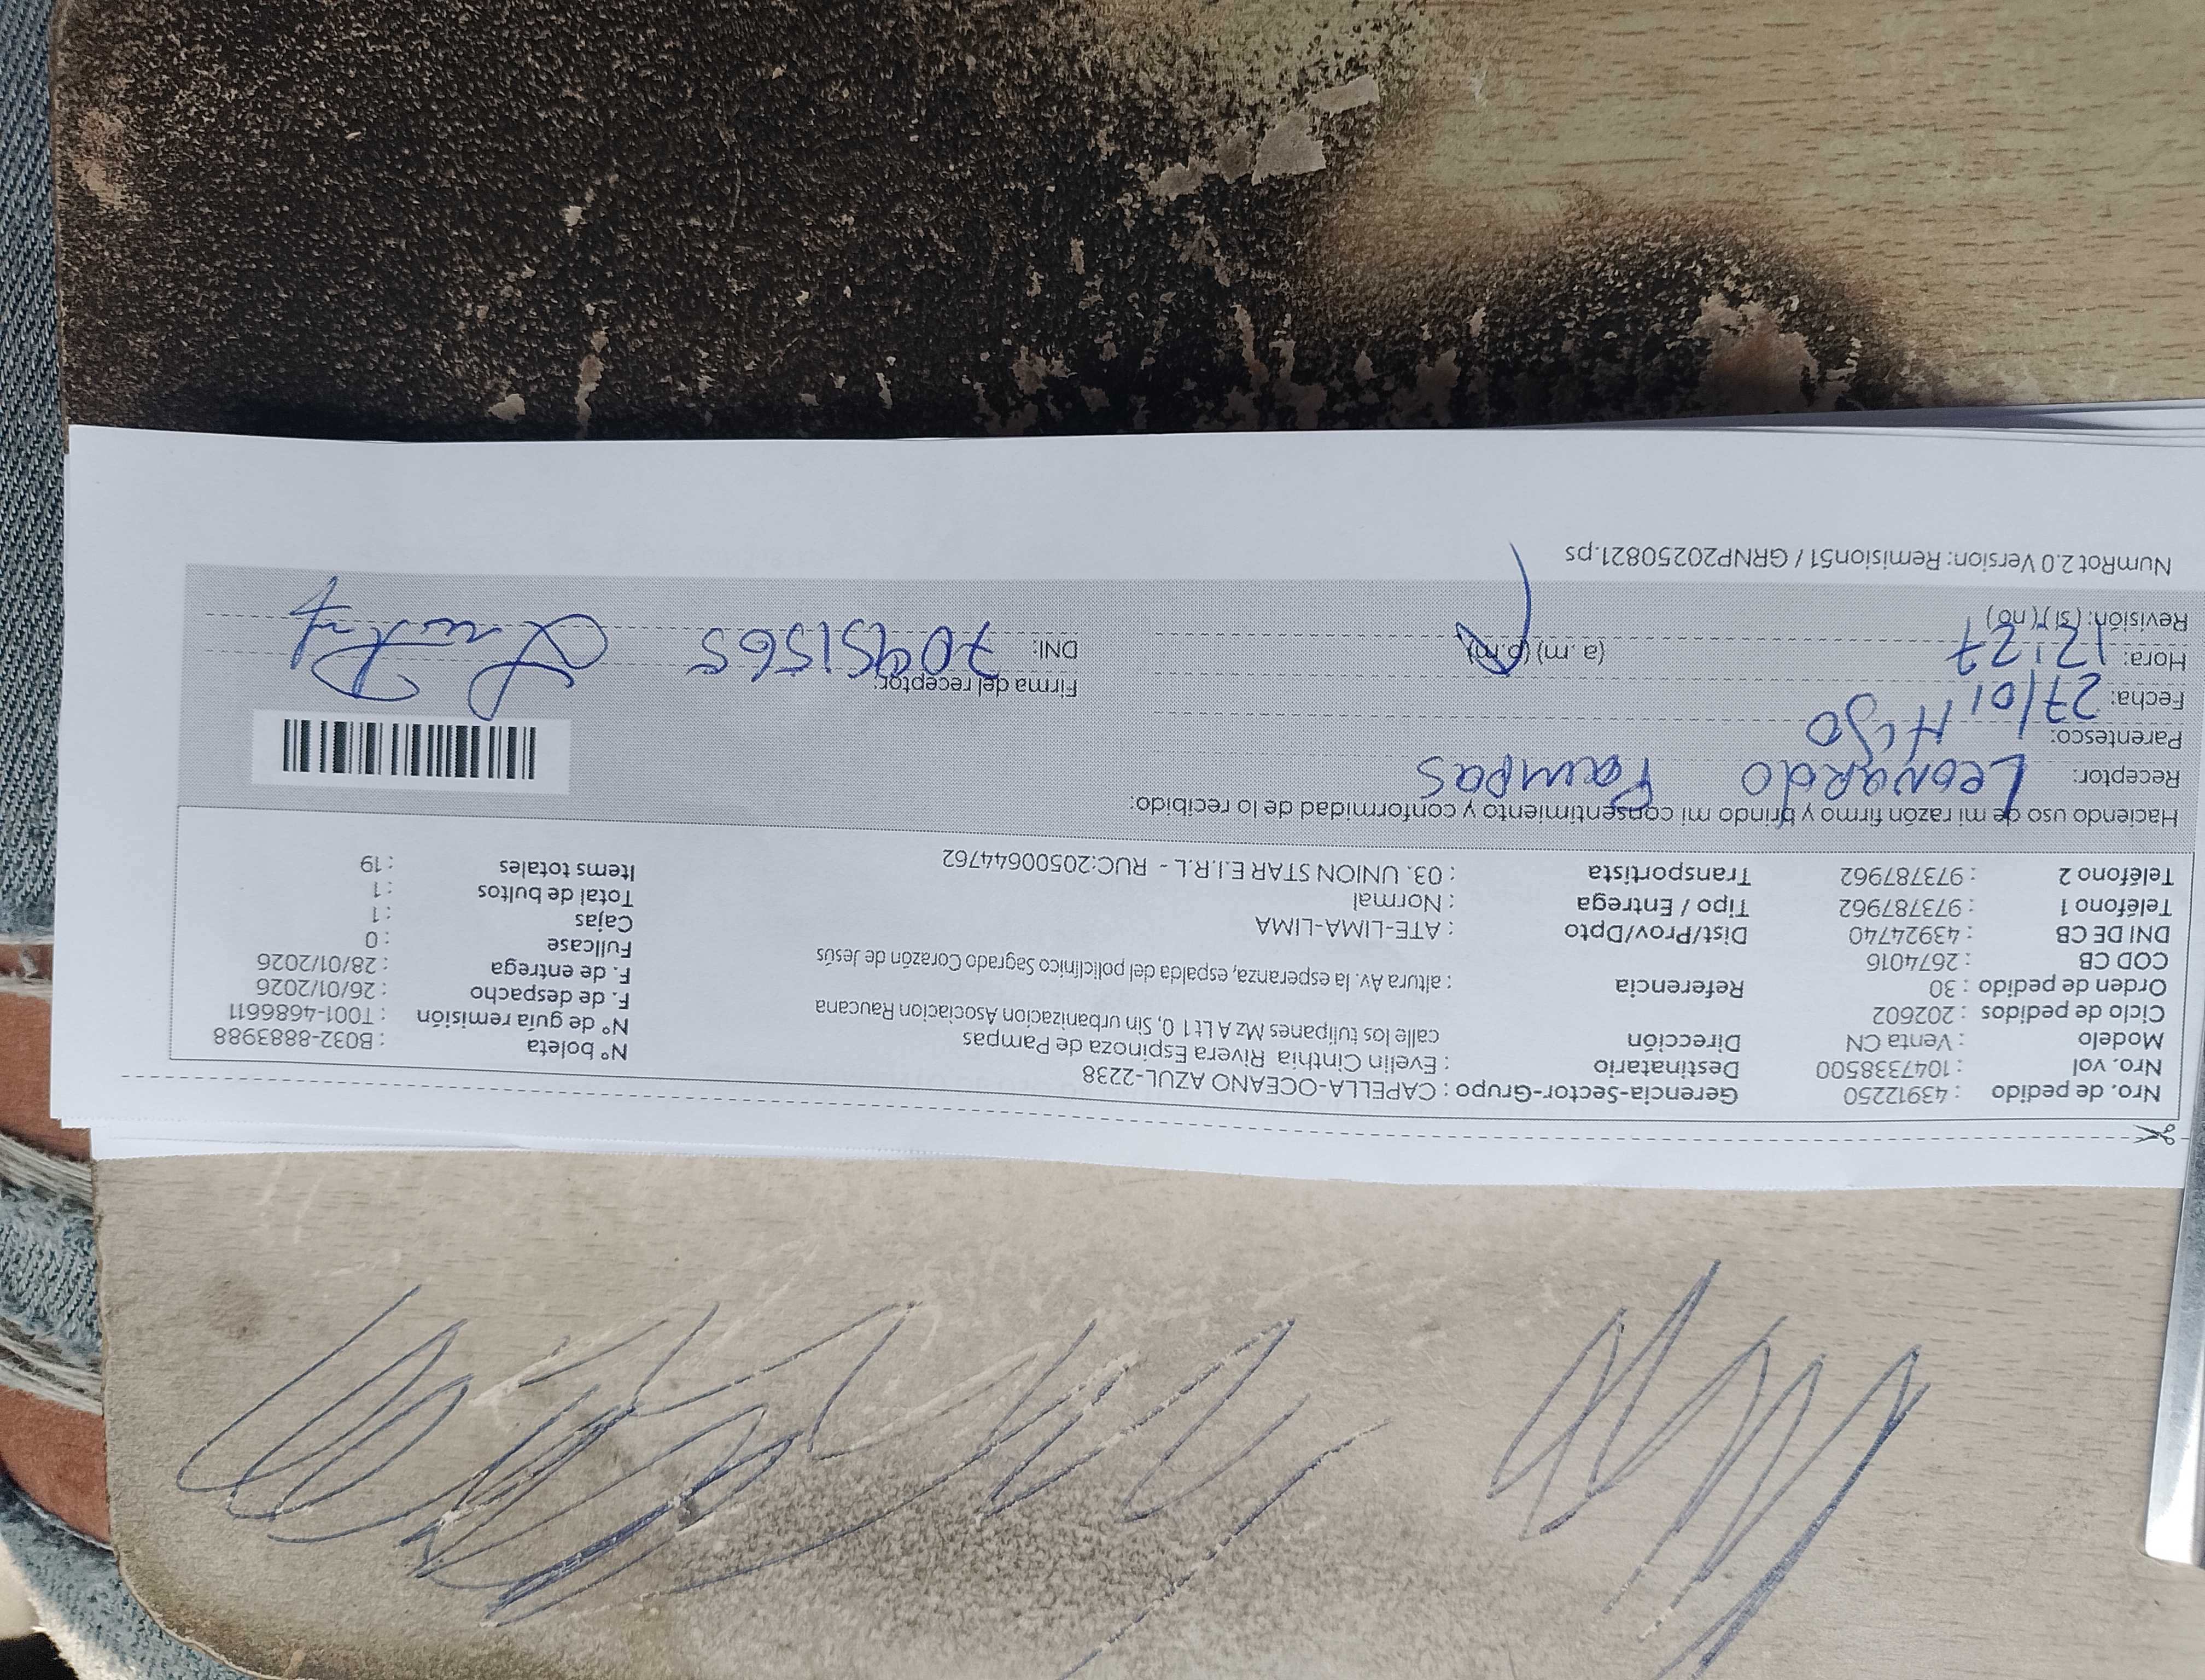 Nro. de pedido : 43912250 Gerencia-Sector-Grupo : CAPELLA-OCEANO AZUL-2238
Nro. vol : 1047338500 Destinatario : Evelin Cinthia Rivera Espinoza de Pampas Nº boleta : B032-8883988
Modelo : Venta CN Dirección calle los tulipanes Mz A Lt 1 0, Sin urbanizacion Asociacion Raucana Nº de guía remisión : T001-4686611
Ciclo de pedidos : 202602 F. de despacho : 26/01/2026
Orden de pedido : 30 Referencia : altura Av. la esperanza, espalda del policlínico Sagrado Corazón de Jesús F. de entrega : 28/01/2026
COD CB : 2674016 Fullcase : 0
DNI DE CB : 43924740 Dist/Prov/Dpto : ATE-LIMA-LIMA Cajas : 1
Teléfono 1 : 973787962 Tipo / Entrega : Normal Total de bultos : 1
Teléfono 2 : 973787962 Transportista : 03. UNION STAR E.I.R.L - RUC:20500644762 Items totales : 19
Haciendo uso de mi razón firmo y brindo mi consentimiento y conformidad de lo recibido:
Receptor: Leonardo Pampas
Parentesco: Hijo
Fecha: 27/01 Firma del receptor:
Hora: 12:27 (a. m) (p.m) DNI: 70951565
Revisión: (si) (no)
NumRot 2.0 Version: Remision51 / GRNP20250821.ps